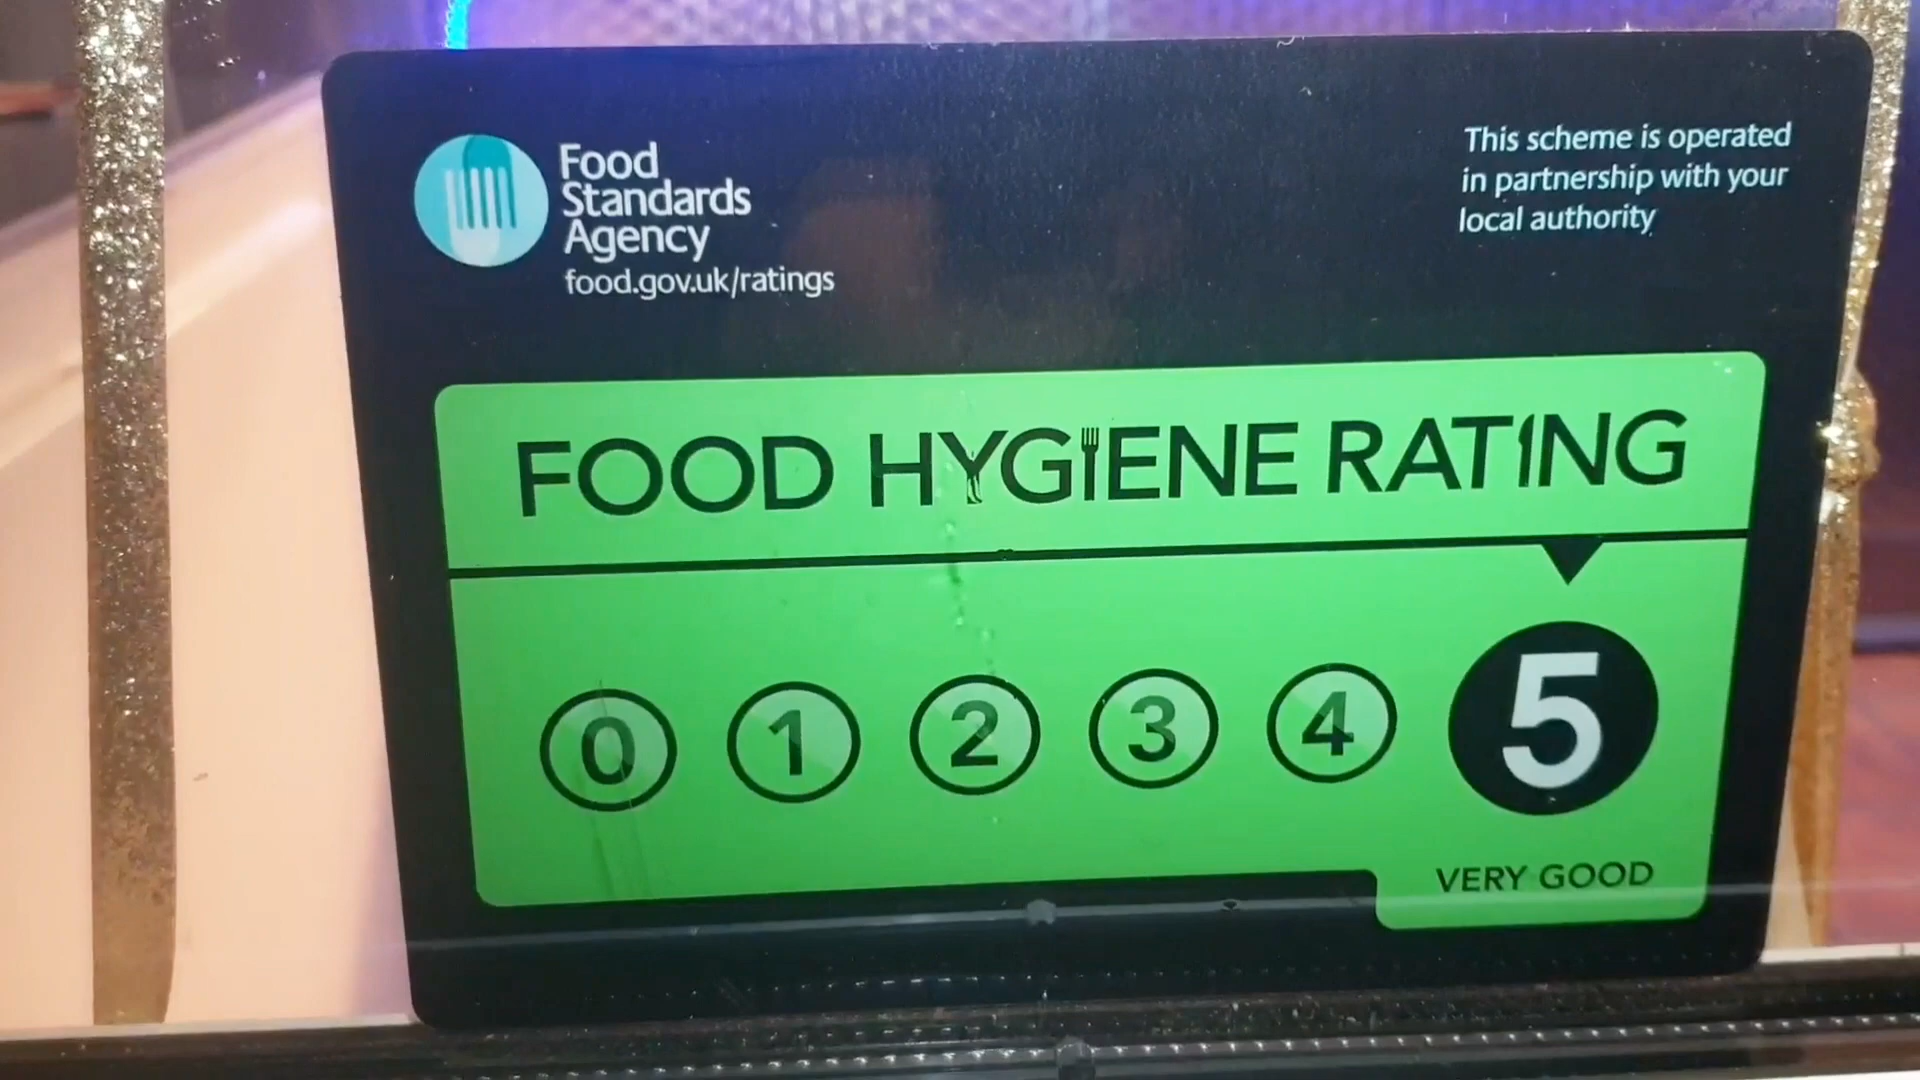 Food
Standards
Agency
food.gov.uk/ratings
This scheme is operated
in partnership with your
local authority
FOOD HYGIENE RATING
0 1 2 3 4 5
VERY GOOD